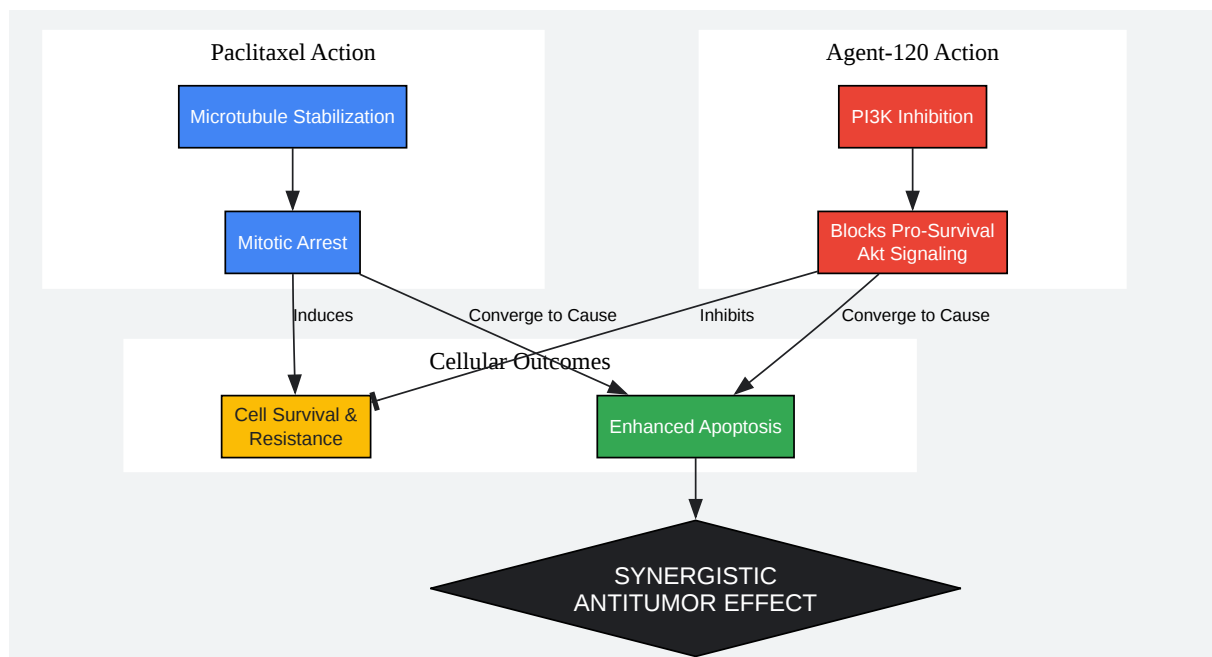 Paclitaxel Action
Agent-120 Action
Microtubule Stabilization
PI3K Inhibition
Mitotic Arrest
Blocks Pro-Survival
Akt Signaling
Induces
Converge to Cause
Inhibits
Converge to Cause
Cellular Outcomes
Cell Survival &
Resistance
Enhanced Apoptosis
SYNERGISTIC
ANTITUMOR EFFECT